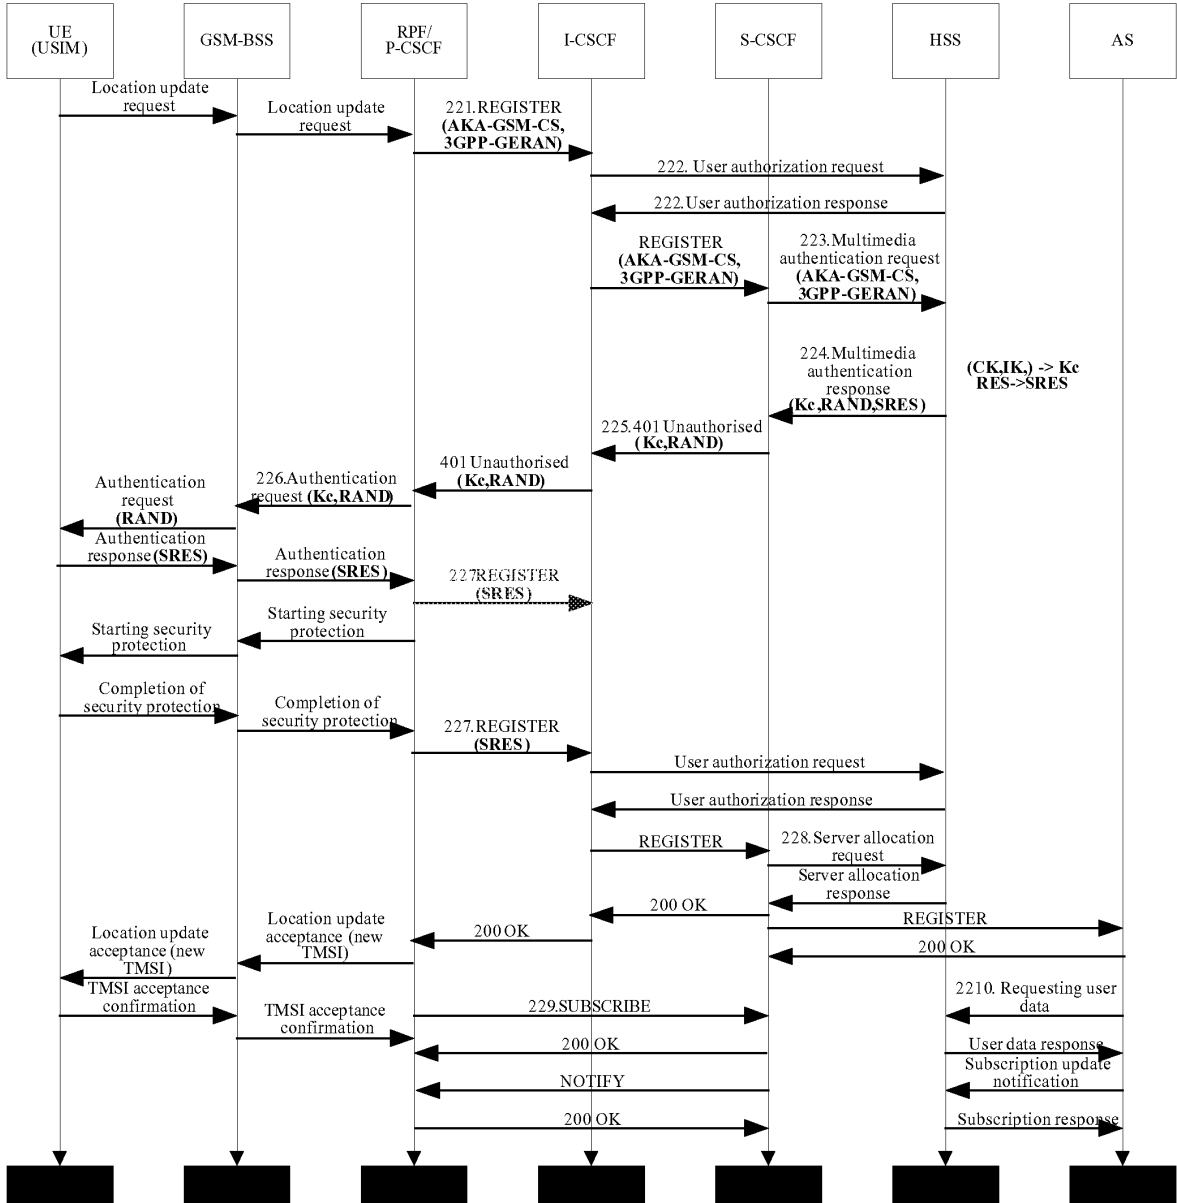 UE
(USIM)
GSM-BSS
RPF/
P-CSCF
I-CSCF
S-CSCF
HSS
AS
Location update
request
Location update
request
221.REGISTER
(AKA-GSM-CS,
3GPP-GERAN)
222. User authorization request
222.User authorization response
REGISTER
(AKA-GSM-CS,
3GPP-GERAN)
223.Multimedia
authentication request
(AKA-GSM-CS,
3GPP-GERAN)
224.Multimedia
authentication
response
(Kc,RAND,SRES)
(CK,IK,) -> Kc
RES->SRES
225.401 Unauthorised
(Kc,RAND)
401 Unauthorised
(Kc,RAND)
226.Authentication
request (Kc,RAND)
Authentication
request
(RAND)
Authentication
response(SRES)
Authentication
response(SRES)
227REGISTER
(SRES)
Starting security
protection
Starting security
protection
Completion of
security protection
Completion of
security protection
227.REGISTER
(SRES)
User authorization request
User authorization response
REGISTER
228.Server allocation
request
Server allocation
response
200 OK
REGISTER
200 OK
200 OK
Location update
acceptance (new
TMSI)
Location update
acceptance (new
TMSI)
TMSI acceptance
confirmation
TMSI acceptance
confirmation
229.SUBSCRIBE
2210. Requesting user
data
200 OK
User data response
NOTIFY
Subscription update
notification
200 OK
Subscription response